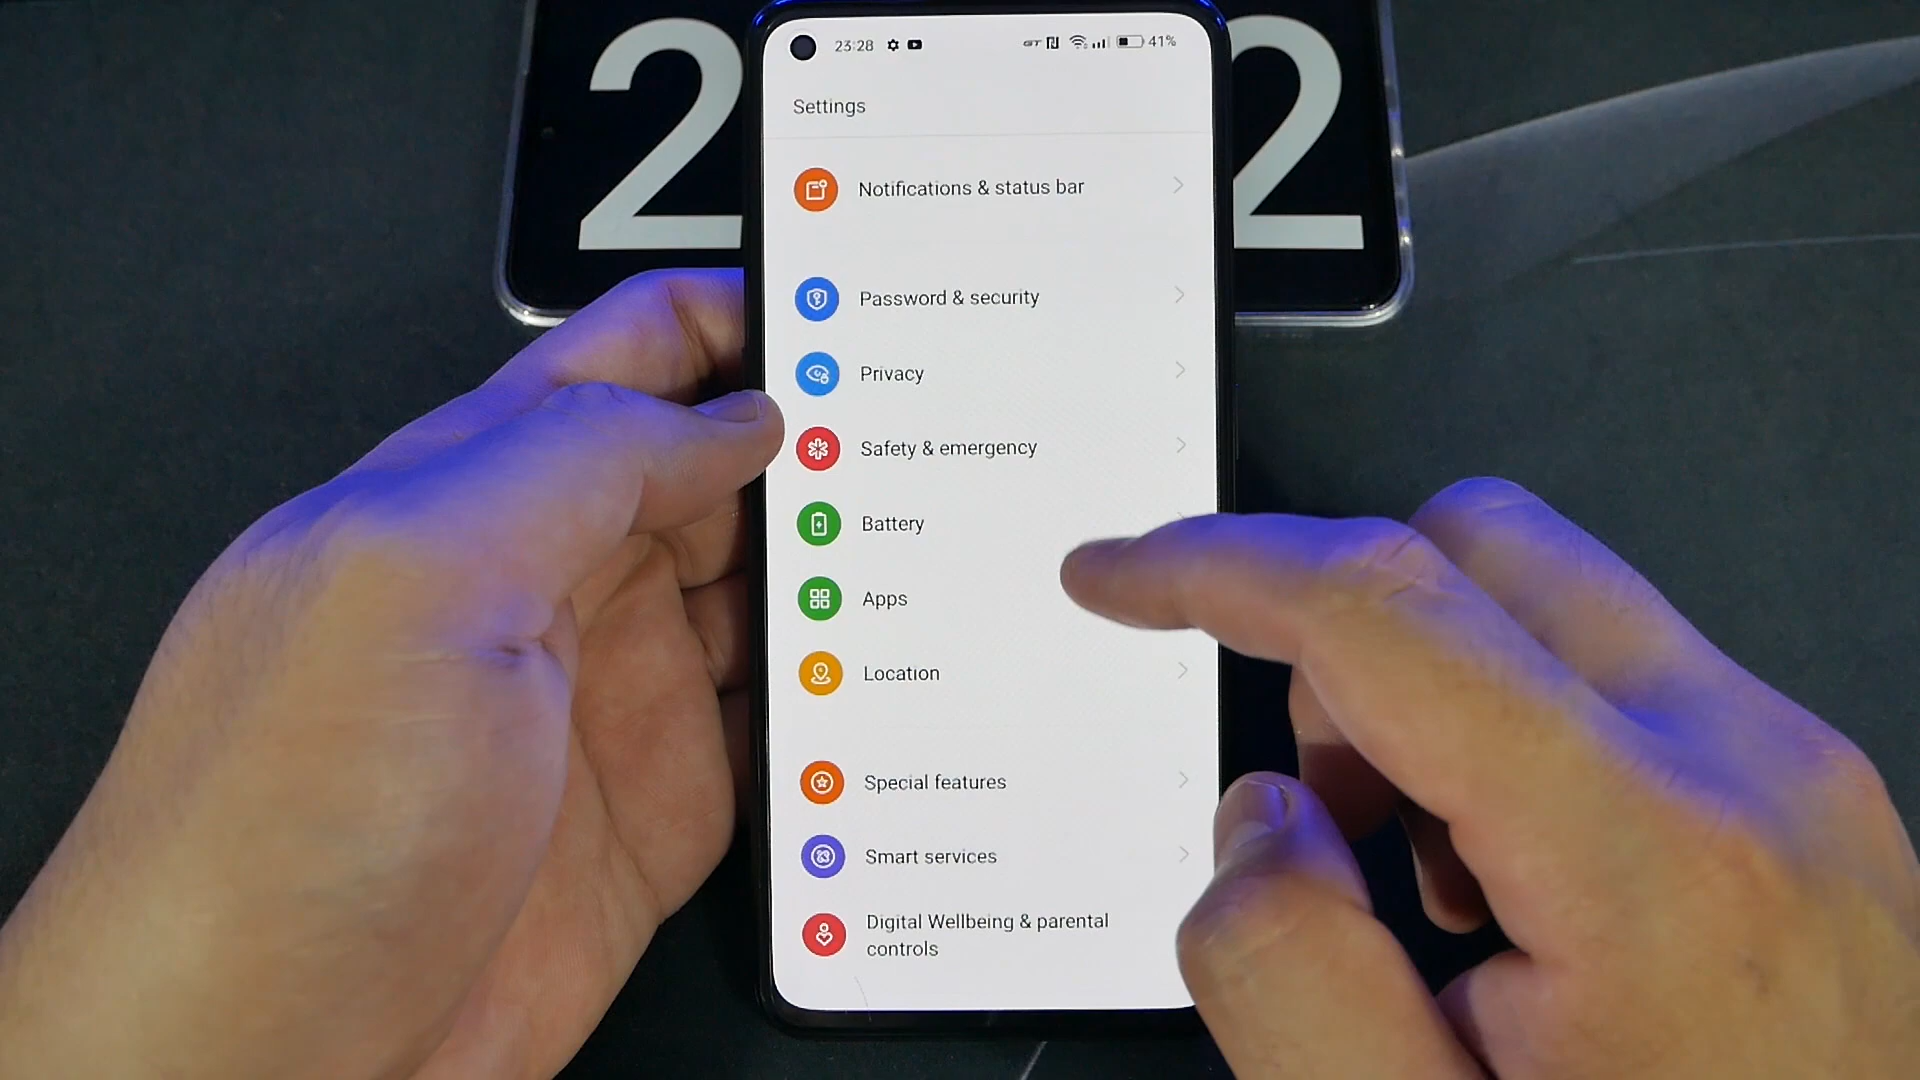 2
2
23:28
GT
41%
Settings
Notifications & status bar
Password & security
Privacy
Safety & emergency
Battery
Apps
Location
Special features
Smart services
Digital Wellbeing & parental
controls